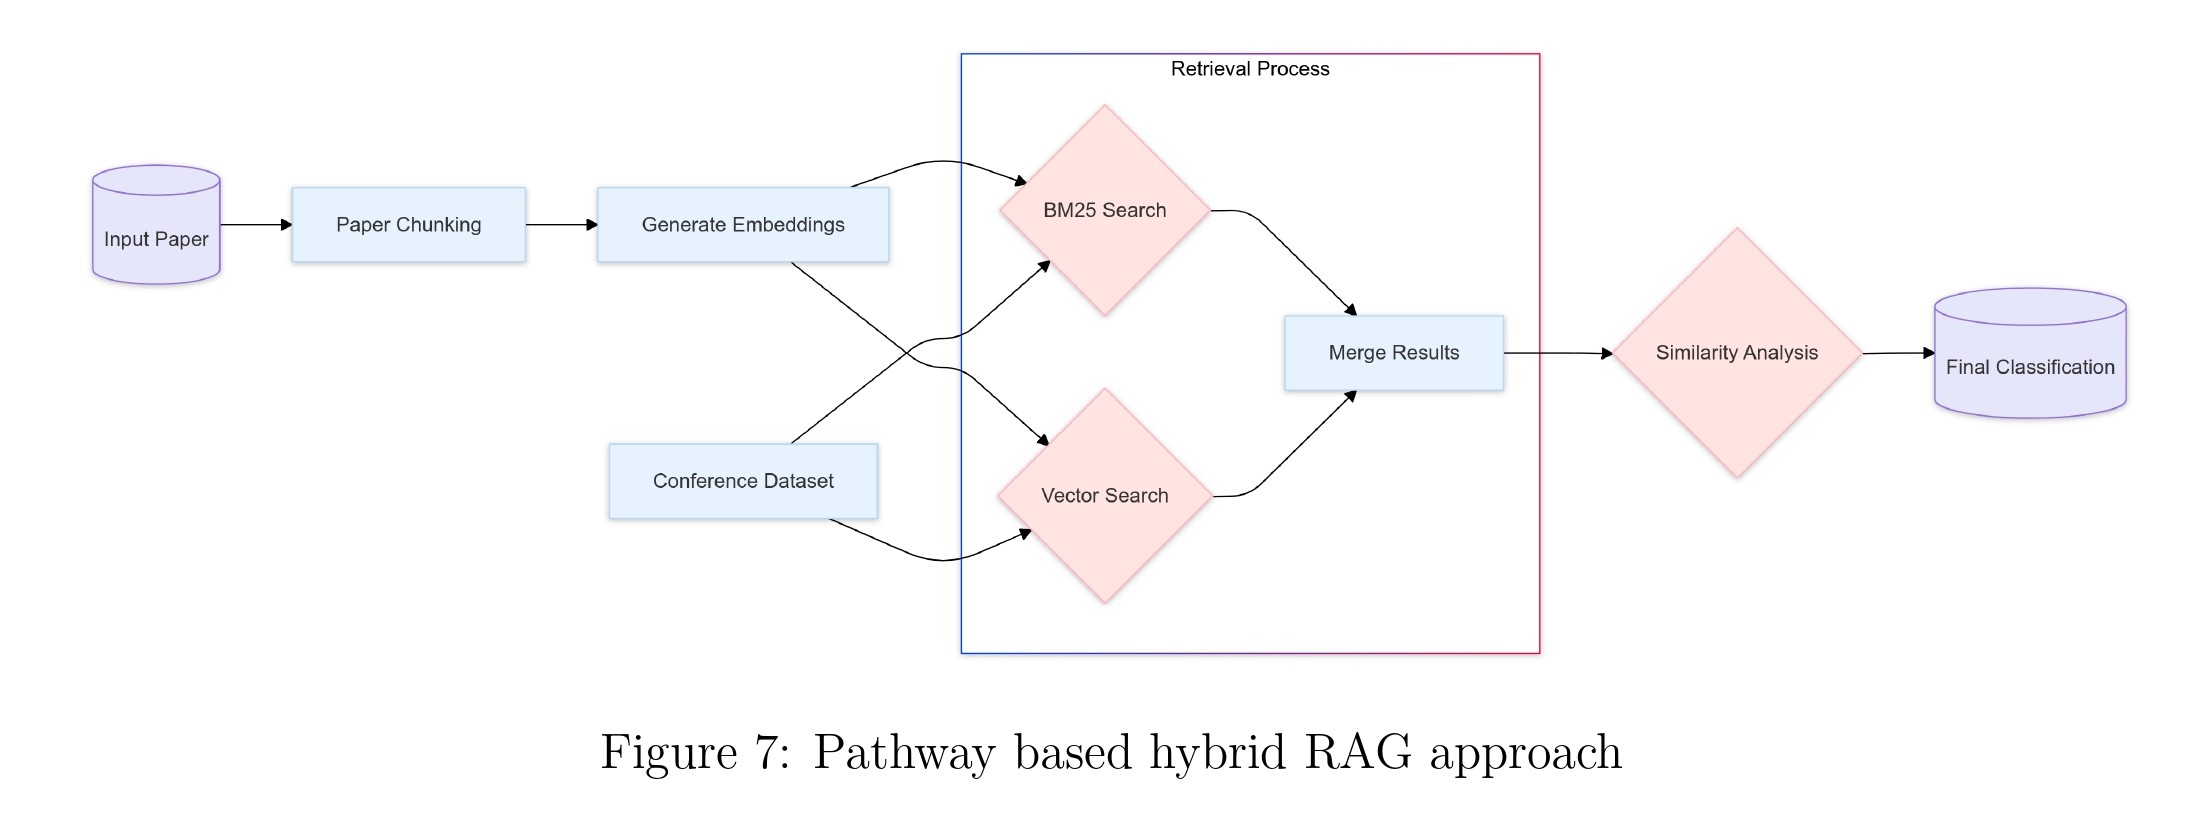 Retrieval Process
Input Paper
Paper Chunking
Generate Embeddings
BM25 Search
Conference Dataset
Vector Search
Merge Results
Similarity Analysis
Final Classification
Figure 7: Pathway based hybrid RAG approach